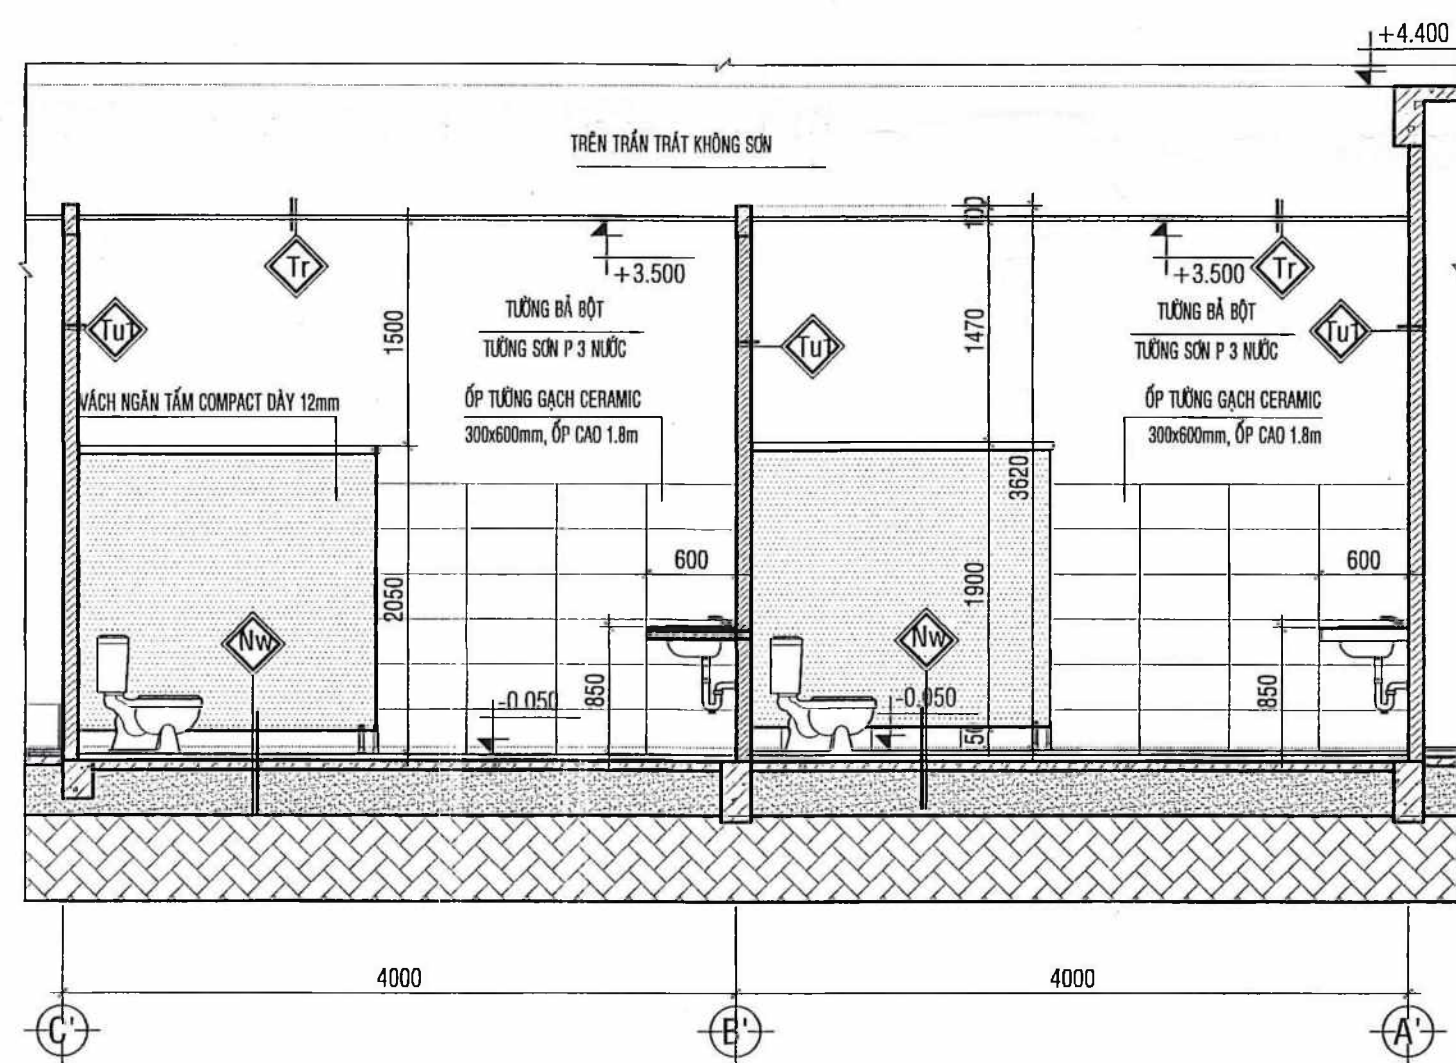 +4.400
TRÊN TRẦN TRÁT KHÔNG SƠN
100
Tr
+3.500
+3.500
Tr
TƯỜNG BẢ BỘT
TƯỜNG SƠN P 3 NƯỚC
TƯỜNG BẢ BỘT
TƯỜNG SƠN P 3 NƯỚC
Tu1
1500
1470
Tu1
Tu1
VÁCH NGĂN TẤM COMPACT DÀY 12mm
ỐP TƯỜNG GẠCH CERAMIC
300x600mm, ỐP CAO 1.8m
ỐP TƯỜNG GẠCH CERAMIC
300x600mm, ỐP CAO 1.8m
3620
600
600
2050
1900
Nw
Nw
850
850
-0.050
-0.050
4000
4000
C'
B'
A'